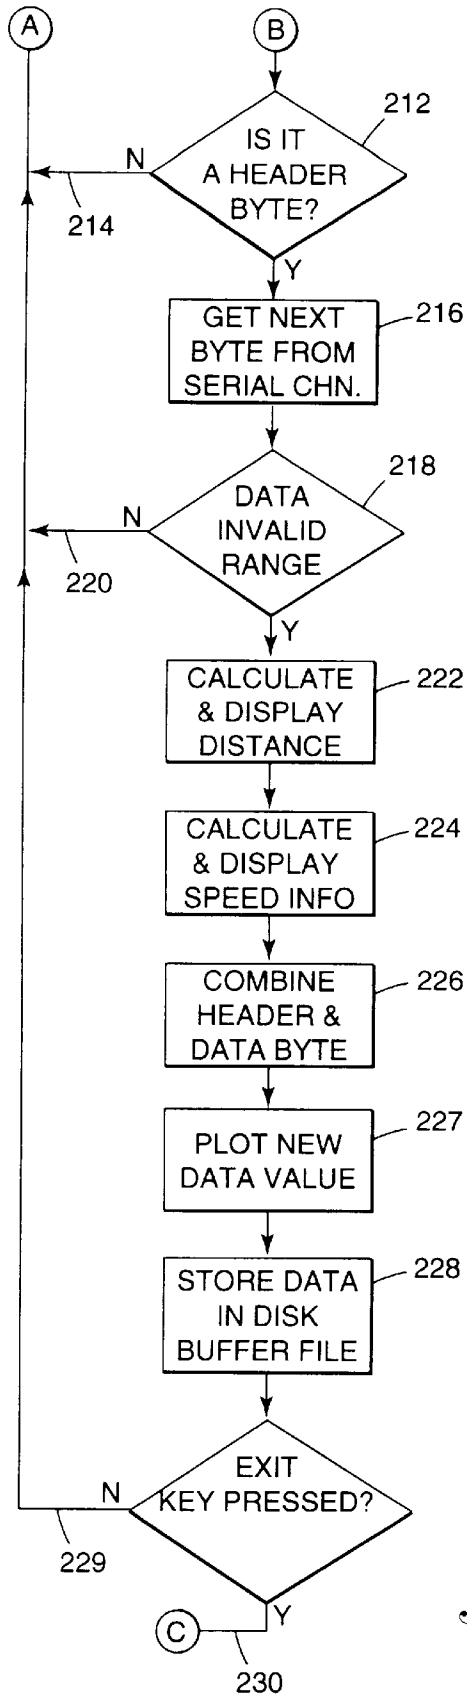 A
B
212
IS IT
A HEADER
BYTE?
N
214
Y
GET NEXT
BYTE FROM
SERIAL CHN.
216
218
DATA
INVALID
RANGE
N
220
Y
CALCULATE
& DISPLAY
DISTANCE
222
CALCULATE
& DISPLAY
SPEED INFO
224
COMBINE
HEADER &
DATA BYTE
226
PLOT NEW
DATA VALUE
227
STORE DATA
IN DISK
BUFFER FILE
228
EXIT
KEY PRESSED?
N
229
Y
C
230